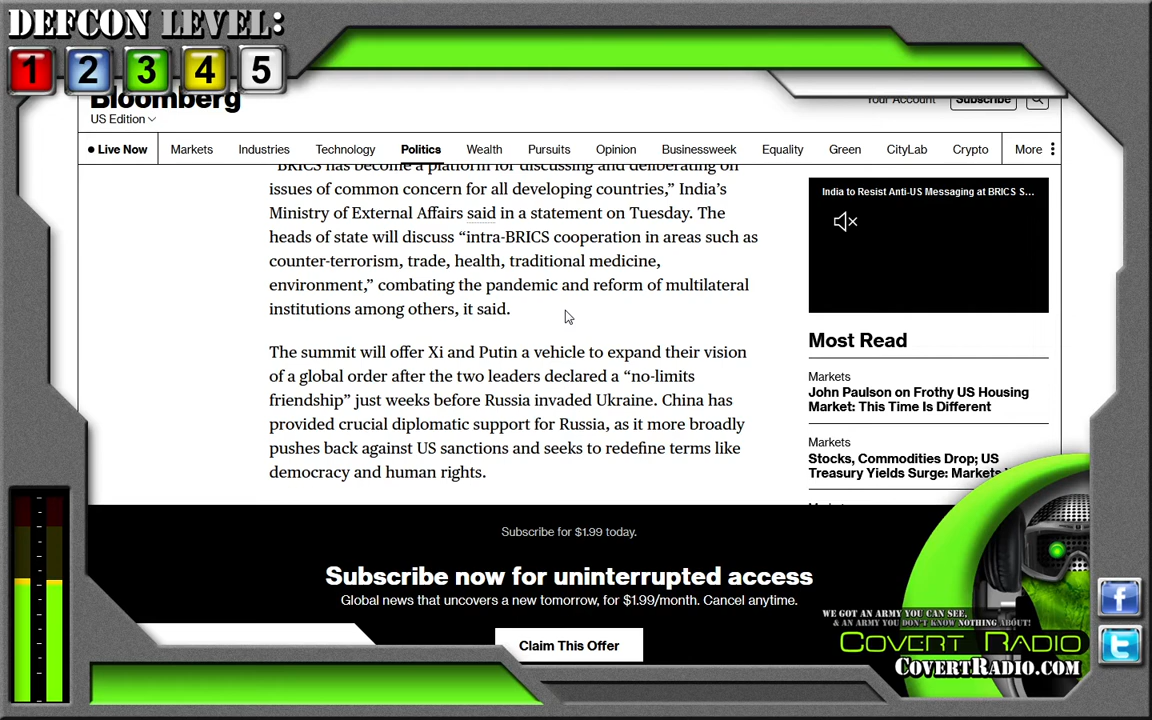 DEFCON LEVEL:
1 2 3 4 5
Bloomberg
US Edition
Your Account
Subscribe
Live Now
Markets
Industries
Technology
Politics
Wealth
Pursuits
Opinion
Businessweek
Equality
Green
CityLab
Crypto
More
"BRICS has become a platform for discussing and deliberating on
issues of common concern for all developing countries,” India’s
Ministry of External Affairs said in a statement on Tuesday. The
heads of state will discuss “intra-BRICS cooperation in areas such as
counter-terrorism, trade, health, traditional medicine,
environment,” combating the pandemic and reform of multilateral
institutions among others, it said.
The summit will offer Xi and Putin a vehicle to expand their vision
of a global order after the two leaders declared a “no-limits
friendship” just weeks before Russia invaded Ukraine. China has
provided crucial diplomatic support for Russia, as it more broadly
pushes back against US sanctions and seeks to redefine terms like
democracy and human rights.
India to Resist Anti-US Messaging at BRICS S...
Most Read
Markets
John Paulson on Frothy US Housing
Market: This Time Is Different
Markets
Stocks, Commodities Drop; US
Treasury Yields Surge: Markets
Subscribe for $1.99 today.
Subscribe now for uninterrupted access
Global news that uncovers a new tomorrow, for $1.99/month. Cancel anytime.
Claim This Offer
WE GOT AN ARMY YOU CAN SEE,
& AN ARMY YOU DON'T KNOW NOTHING ABOUT!
COVERT RADIO
COVERTRADIO.COM